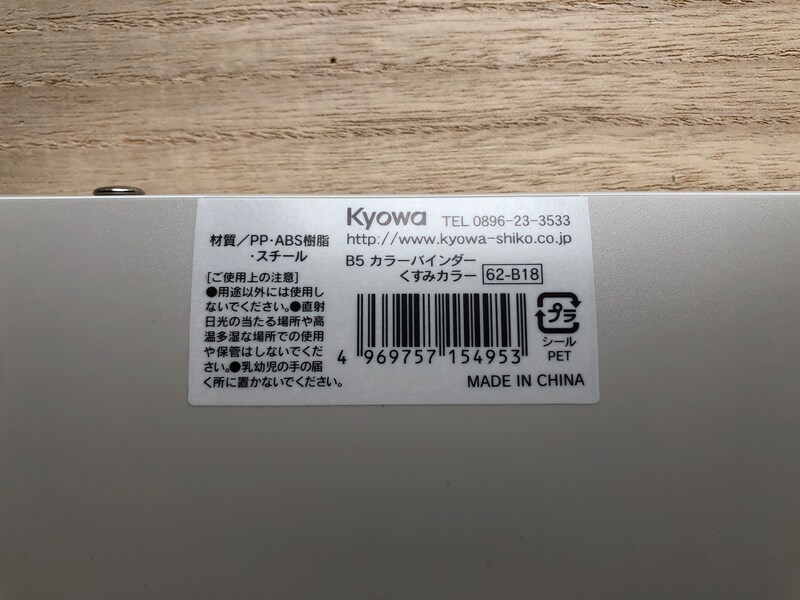 材質／PP・ABS樹脂
・スチール
[ご使用上の注意]
●用途以外には使用し
ないでください。●直射
日光の当たる場所や高
温多湿な場所での使用
や保管はしないでくだ
さい。●乳幼児の手の届
く所に置かないでください。
Kyowa TEL 0896-23-3533
http://www.kyowa-shiko.co.jp
B5 カラーバインダー
くすみカラー 62-B18
4 969757 154953
プラ
シール
PET
MADE IN CHINA